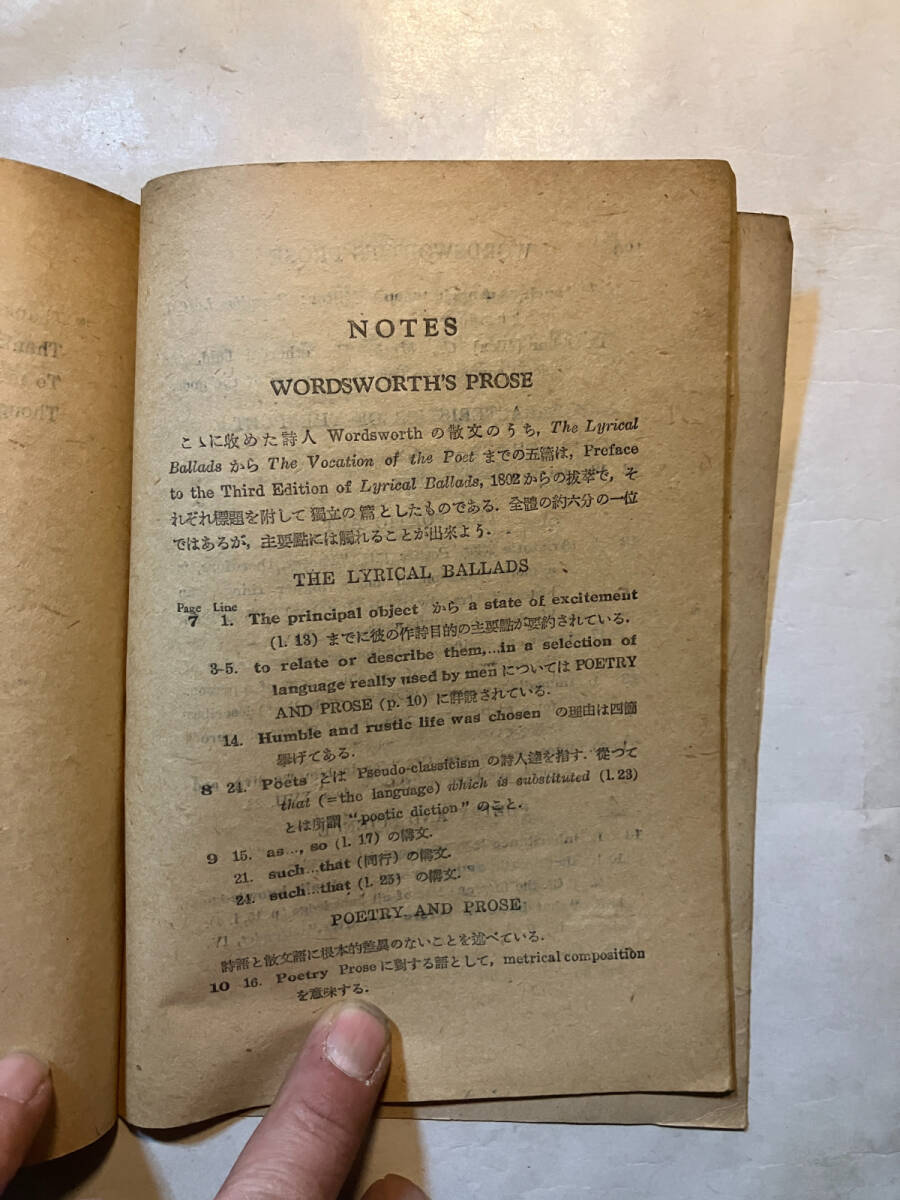 NOTES
WORDSWORTH'S PROSE
こゝに收めた詩人 Wordsworth の散文のうち, The Lyrical
Ballads から The Vocation of the Poet までの五篇は, Preface
to the Third Edition of Lyrical Ballads, 1802からの拔萃で, そ
れぞれ標題を附して獨立の篇としたものである. 全體の約六分の一位
ではあるが, 主要點には觸れることが出來よう.
THE LYRICAL BALLADS
Page Line
7 1. The principal object から a state of excitement
(l. 13) までに彼の作詩目的の主要點が要約されている.
3-5. to relate or describe them,...in a selection of
language really used by men については POETRY
AND PROSE (p. 10) に詳說されている.
14. Humble and rustic life was chosen の理由は四箇
擧げてある.
8 21. Poets とは Pseudo-classicism の詩人達を指す. 從つて
that (=the language) which is substituted (l. 23)
とは所謂 "poetic diction" のこと.
9 15. as..., so (l. 17) の構文.
21. such...that (同行) の構文.
24. such...that (l. 25) の構文.
POETRY AND PROSE
詩語と散文語に根本的差異のないことを述べている.
10 16. Poetry Prose に對する語として, metrical composition
を意味する.
Thank
To
Thoug